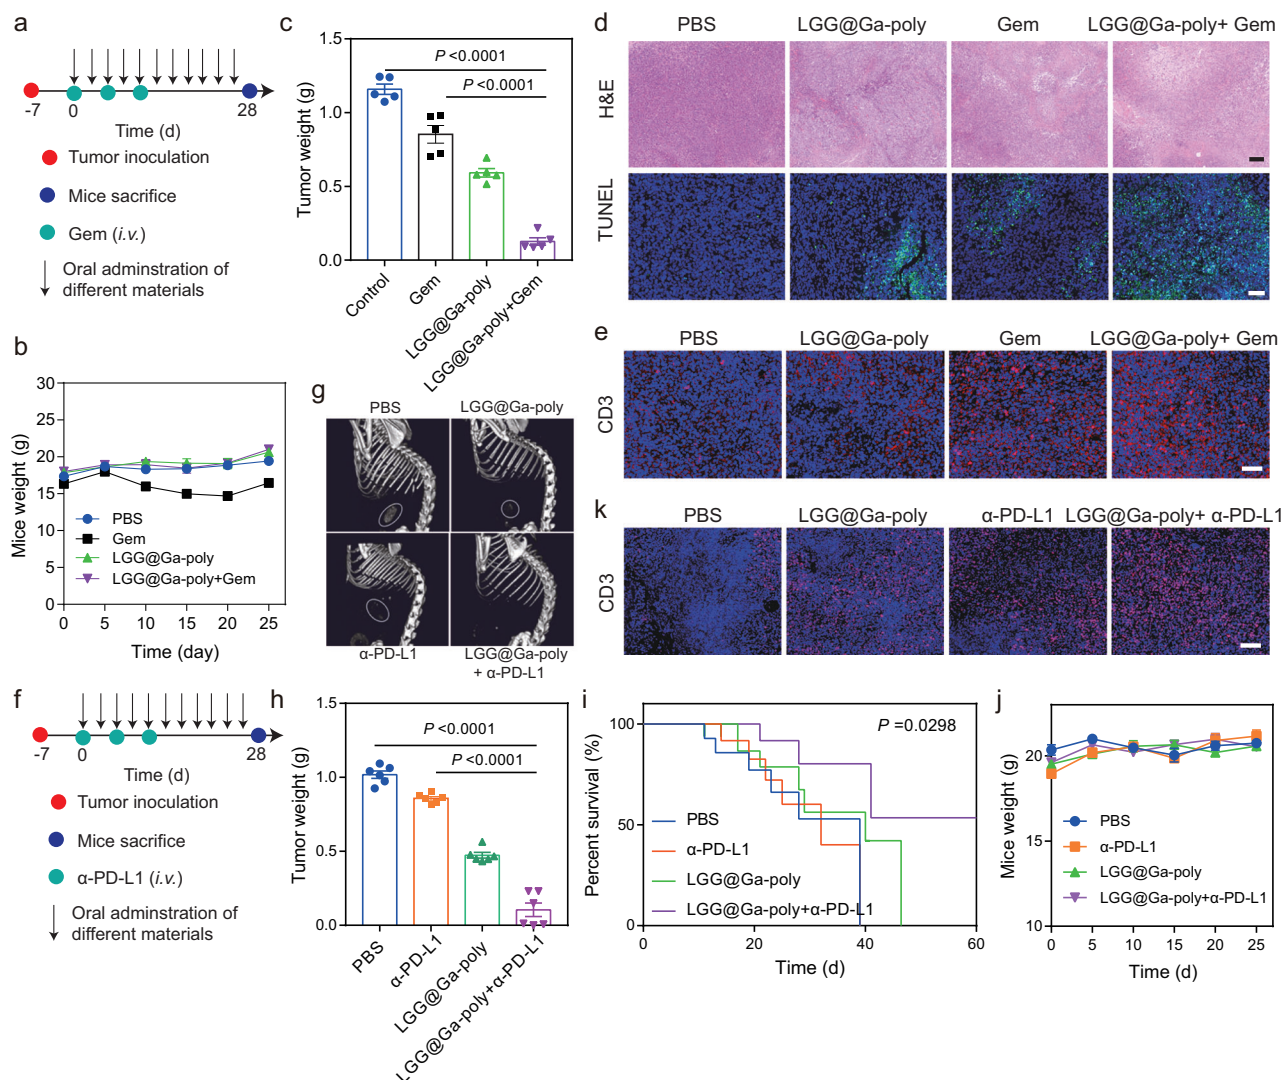 a
-7
0
28
Time (d)
Tumor inoculation
Mice sacrifice
Gem (i.v.)
Oral adminstration of
different materials
b
Mice weight (g)
30
25
20
15
10
5
0
PBS
Gem
LGG@Ga-poly
LGG@Ga-poly+Gem
0 5 10 15 20 25
Time (day)
c
Tumor weight (g)
1.5
1.0
0.5
0.0
P <0.0001
P <0.0001
Control
Gem
LGG@Ga-poly
LGG@Ga-poly+Gem
d
PBS LGG@Ga-poly Gem LGG@Ga-poly+ Gem
H&E
TUNEL
e
PBS LGG@Ga-poly Gem LGG@Ga-poly+ Gem
CD3
f
-7
0
28
Time (d)
Tumor inoculation
Mice sacrifice
α-PD-L1 (i.v.)
Oral adminstration of
different materials
g
PBS LGG@Ga-poly
α-PD-L1 LGG@Ga-poly
+ α-PD-L1
h
Tumor weight (g)
1.5
1.0
0.5
0.0
P <0.0001
P <0.0001
PBS
α-PD-L1
LGG@Ga-poly
LGG@Ga-poly+α-PD-L1
i
Percent survival (%)
100
50
0
P =0.0298
PBS
α-PD-L1
LGG@Ga-poly
LGG@Ga-poly+α-PD-L1
0 20 40 60
Time (d)
j
Mice weight (g)
20
15
10
PBS
α-PD-L1
LGG@Ga-poly
LGG@Ga-poly+α-PD-L1
0 5 10 15 20 25
Time (d)
k
PBS LGG@Ga-poly α-PD-L1 LGG@Ga-poly+ α-PD-L1
CD3